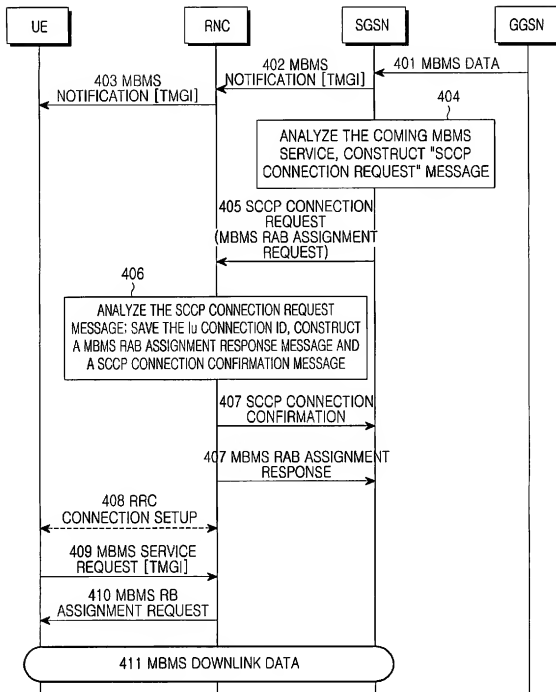 UE
RNC
SGSN
GGSN
401 MBMS DATA
402 MBMS
NOTIFICATION [TMGI]
403 MBMS
NOTIFICATION [TMGI]
404
ANALYZE THE COMING MBMS
SERVICE, CONSTRUCT "SCCP
CONNECTION REQUEST" MESSAGE
405 SCCP CONNECTION
REQUEST
(MBMS RAB ASSIGNMENT
REQUEST)
406
ANALYZE THE SCCP CONNECTION REQUEST
MESSAGE; SAVE THE Iu CONNECTION ID, CONSTRUCT
A MBMS RAB ASSIGNMENT RESPONSE MESSAGE AND
A SCCP CONNECTION CONFIRMATION MESSAGE
407 SCCP CONNECTION
CONFIRMATION
407 MBMS RAB ASSIGNMENT
RESPONSE
408 RRC
CONNECTION SETUP
409 MBMS SERVICE
REQUEST [TMGI]
410 MBMS RB
ASSIGNMENT REQUEST
411 MBMS DOWNLINK DATA